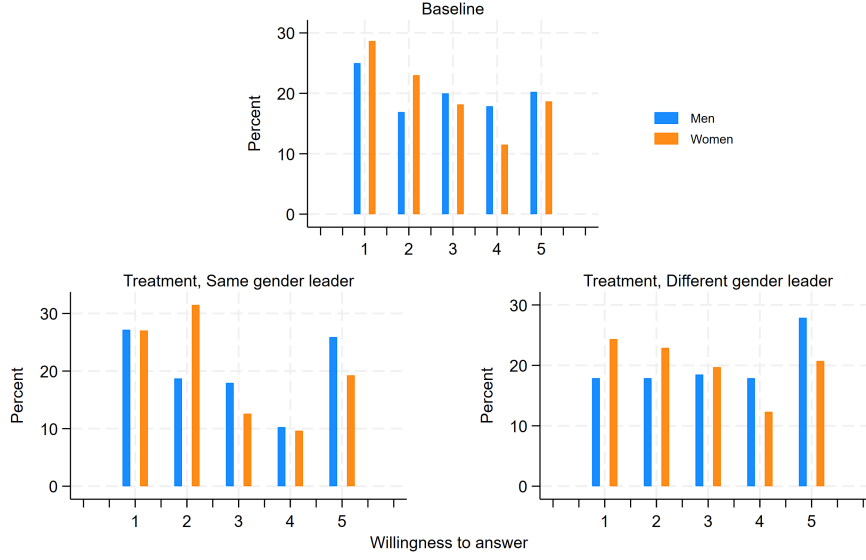 Baseline
30
20
10
0
Percent
1 2 3 4 5
Men
Women
Treatment, Same gender leader
30
20
10
0
Percent
1 2 3 4 5
Treatment, Different gender leader
30
20
10
0
Percent
1 2 3 4 5
Willingness to answer